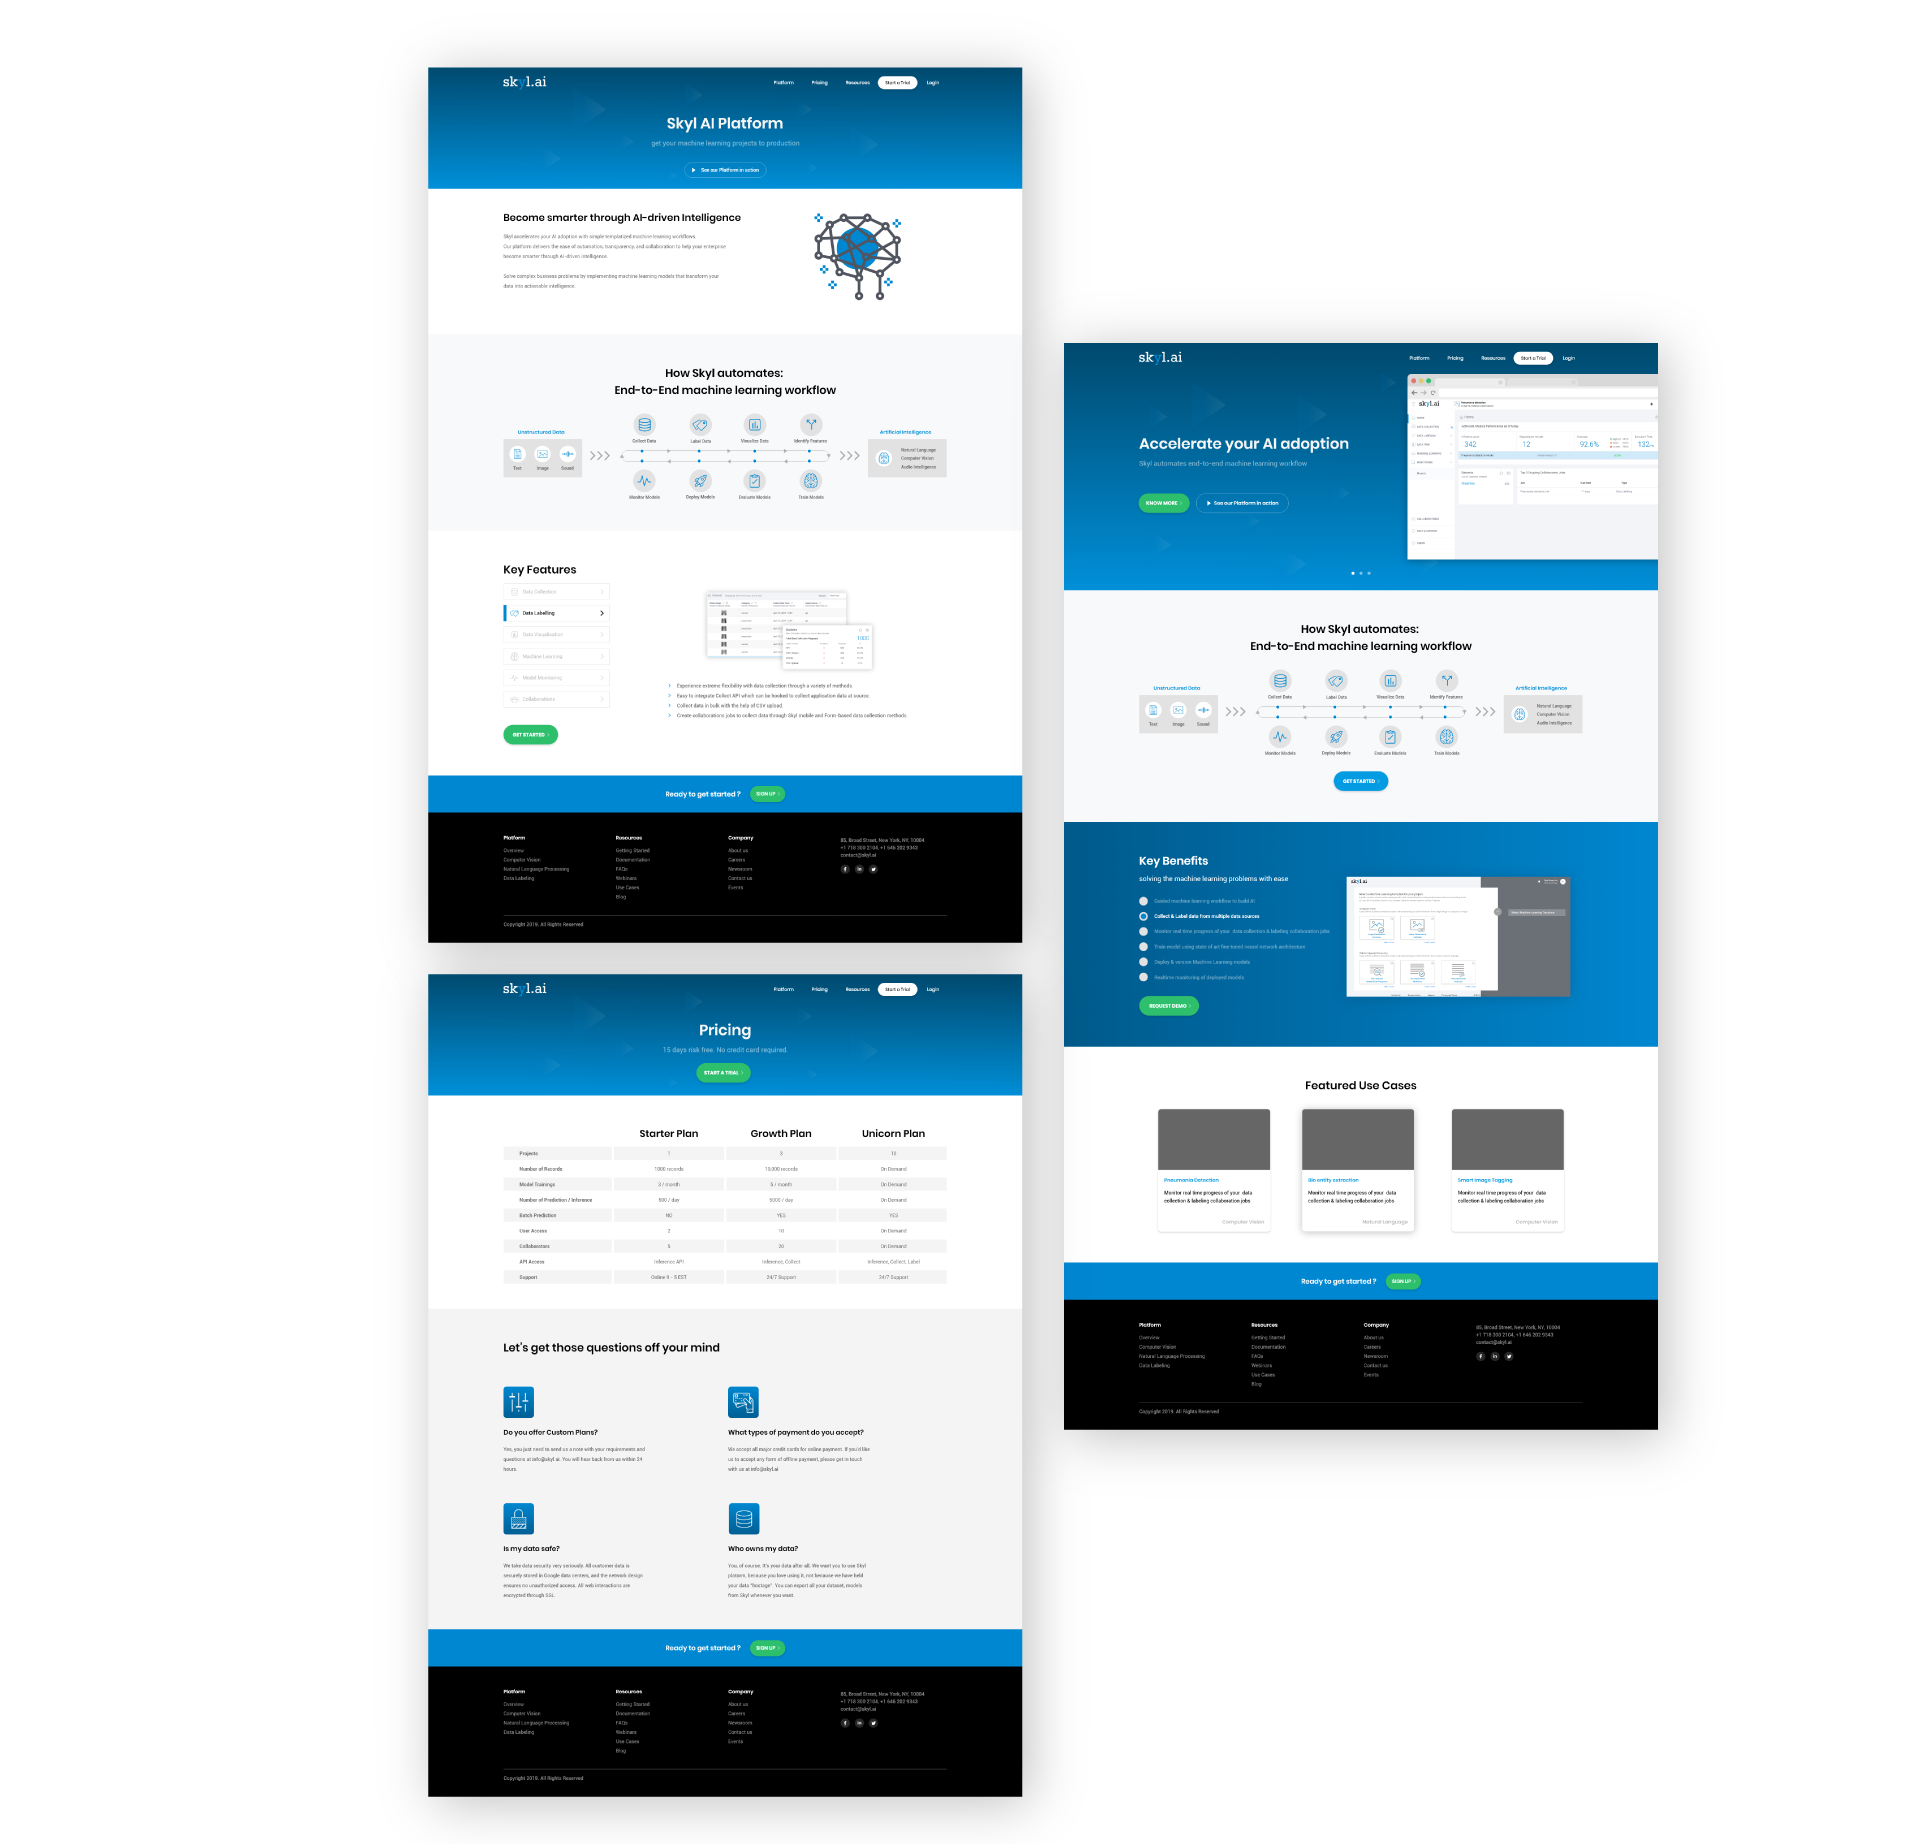 skyl.ai
Platform
Pricing
Resources
Start a Trial
Login
Skyl AI Platform
get your machine learning projects to production
See our Platform in action
Become smarter through AI-driven Intelligence
Skyl accelerates your AI adoption with simple templatized machine learning workflows.
Our platform delivers the ease of automation, transparency, and collaboration to help your enterprise
become smarter through AI-driven intelligence.
Solve complex business problems by implementing machine learning models that transform your
data into actionable intelligence.
How Skyl automates:
End-to-End machine learning workflow
Unstructured Data
Text
Image
Sound
Collect Data
Label Data
Visualize Data
Identify Features
Monitor Models
Deploy Models
Evaluate Models
Train Models
Artificial Intelligence
Natural Language
Computer Vision
Audio Intelligence
Key Features
Data Collection
Data Labelling
Data Visualisation
Machine Learning
Model Monitoring
Collaborations
GET STARTED
Experience extreme flexibility with data collection through a variety of methods.
Easy to integrate Collect API which can be hooked to collect application data at source.
Collect data in bulk with the help of CSV upload.
Create collaborations jobs to collect data through Skyl mobile and Form-based data collection methods.
Ready to get started ?
SIGN UP
Platform
Overview
Computer Vision
Natural Language Processing
Data Labeling
Resources
Getting Started
Documentation
FAQs
Webinars
Use Cases
Blog
Company
About us
Careers
Newsroom
Contact us
Events
85, Broad Street, New York, NY, 10004
+1 718 300 2104, +1 646 202 9343
contact@skyl.ai
Copyright 2019. All Rights Reserved
skyl.ai
Platform
Pricing
Resources
Start a Trial
Login
Pricing
15 days risk free. No credit card required.
START A TRIAL
Starter Plan Growth Plan Unicorn Plan
Projects 1 3 10
Number of Records 1000 records 10,000 records On Demand
Model Trainings 2 / month 5 / month On Demand
Number of Prediction / Inference 500 / day 5000 / day On Demand
Batch Prediction NO YES YES
User Access 2 10 On Demand
Collaborators 5 20 On Demand
API Access Inference API Inference, Collect Inference, Collect, Label
Support Online 9 - 5 EST 24/7 Support 24/7 Support
Let's get those questions off your mind
Do you offer Custom Plans?
Yes, you just need to send us a note with your requirements and
questions at info@skyl.ai. You will hear back from us within 24
hours.
What types of payment do you accept?
We accept all major credit cards for online payment. If you'd like
us to accept any form of offline payment, please get in touch
with us at info@skyl.ai
Is my data safe?
We take data security very seriously. All customer data is
securely stored in Google data centers, and the network design
ensures no unauthorized access. All web interactions are
encrypted through SSL.
Who owns my data?
You, of course. It's your data after all. We want you to use Skyl
platform, because you love using it, not because we have held
your data "hostage". You can export all your dataset, models
from Skyl whenever you want.
Ready to get started ?
SIGN UP
Platform
Overview
Computer Vision
Natural Language Processing
Data Labeling
Resources
Getting Started
Documentation
FAQs
Webinars
Use Cases
Blog
Company
About us
Careers
Newsroom
Contact us
Events
85, Broad Street, New York, NY, 10004
+1 718 300 2104, +1 646 202 9343
contact@skyl.ai
Copyright 2019. All Rights Reserved
skyl.ai
Platform
Pricing
Resources
Start a Trial
Login
Accelerate your AI adoption
Skyl automates end-to-end machine learning workflow
KNOW MORE
See our Platform in action
skyl.ai
342
12
92.6%
132
How Skyl automates:
End-to-End machine learning workflow
Unstructured Data
Text
Image
Sound
Collect Data
Label Data
Visualize Data
Identify Features
Monitor Models
Deploy Models
Evaluate Models
Train Models
Artificial Intelligence
Natural Language
Computer Vision
Audio Intelligence
GET STARTED
Key Benefits
solving the machine learning problems with ease
Guided machine learning workflow to build AI
Collect & Label data from multiple data sources
Monitor real time progress of your data collection & labeling collaboration jobs
Train model using state of art fine tuned neural network architecture
Deploy & version Machine Learning models
Realtime monitoring of deployed models
REQUEST DEMO
skyl.ai
Featured Use Cases
Pneumonia Detection
Monitor real time progress of your data
collection & labeling collaboration jobs
Computer Vision
Bio entity extraction
Monitor real time progress of your data
collection & labeling collaboration jobs
Natural Language
Smart Image Tagging
Monitor real time progress of your data
collection & labeling collaboration jobs
Computer Vision
Ready to get started ?
SIGN UP
Platform
Overview
Computer Vision
Natural Language Processing
Data Labeling
Resources
Getting Started
Documentation
FAQs
Webinars
Use Cases
Blog
Company
About us
Careers
Newsroom
Contact us
Events
85, Broad Street, New York, NY, 10004
+1 718 300 2104, +1 646 202 9343
contact@skyl.ai
Copyright 2019. All Rights Reserved